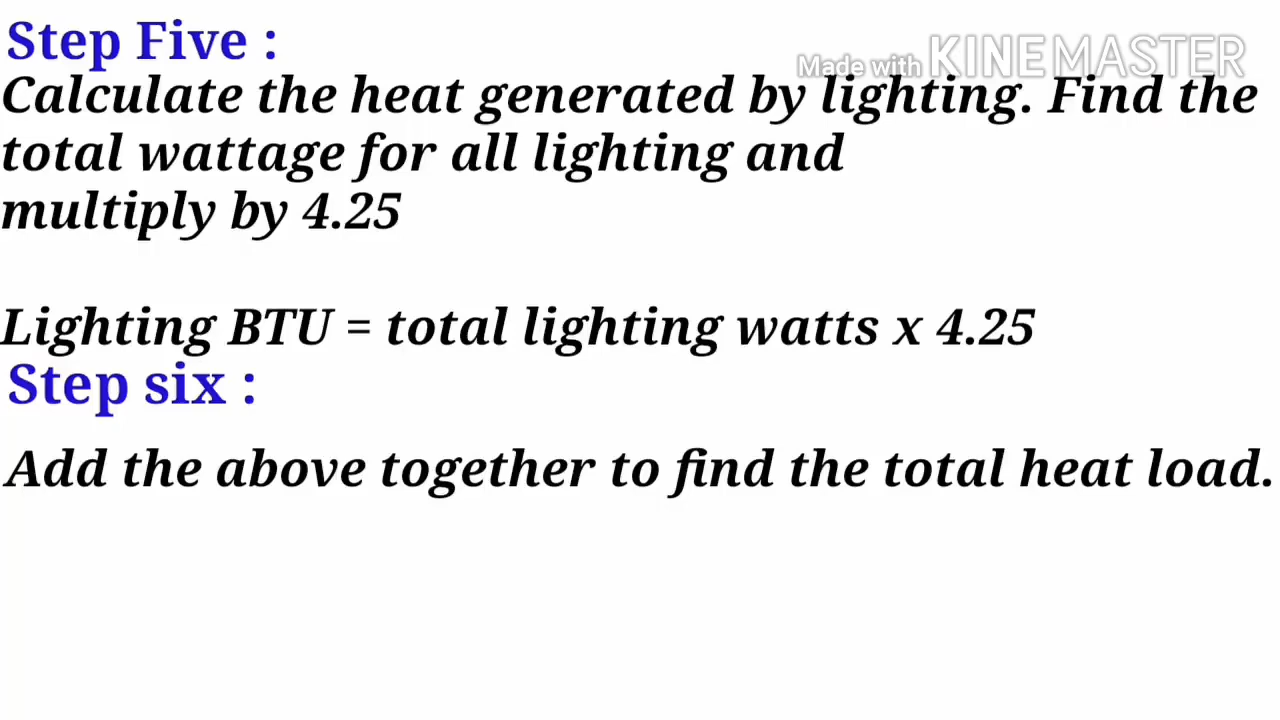 Step Five :
Made with KINEMASTER
Calculate the heat generated by lighting. Find the
total wattage for all lighting and
multiply by 4.25
Lighting BTU = total lighting watts x 4.25
Step six :
Add the above together to find the total heat load.